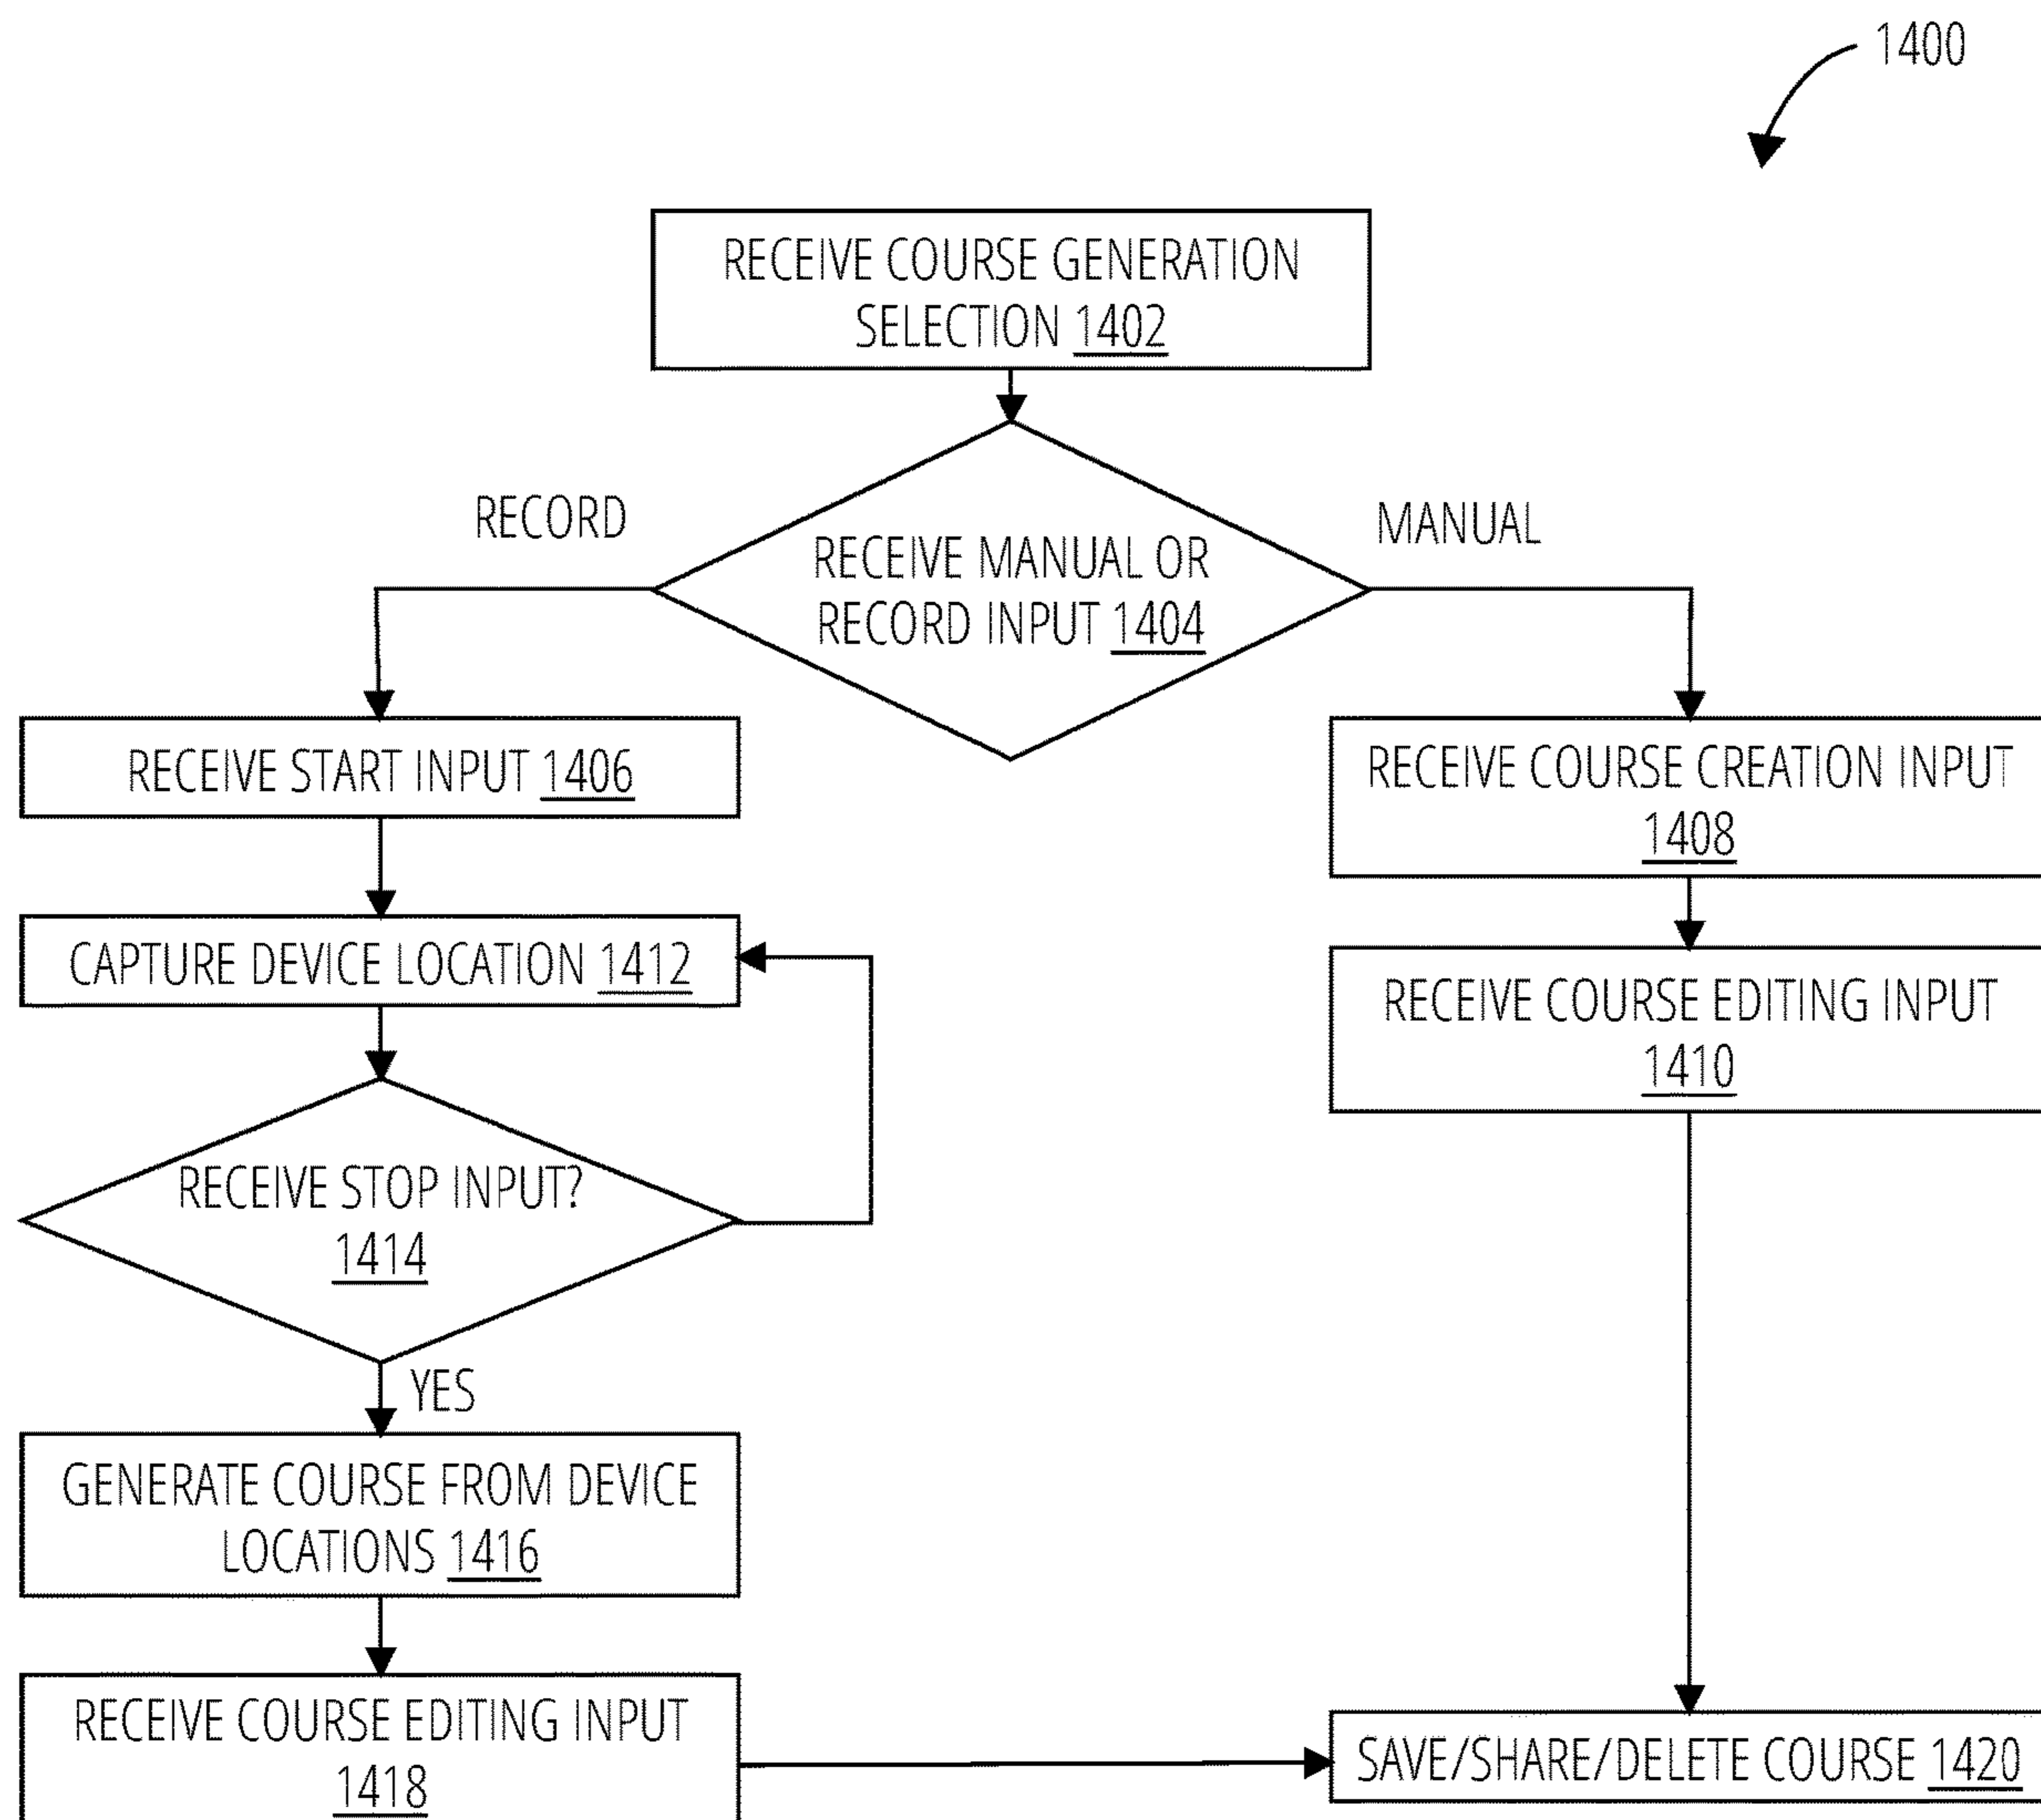 1400
RECEIVE COURSE GENERATION
SELECTION 1402
RECORD
MANUAL
RECEIVE MANUAL OR
RECORD INPUT 1404
RECEIVE START INPUT 1406
RECEIVE COURSE CREATION INPUT
1408
CAPTURE DEVICE LOCATION 1412
RECEIVE COURSE EDITING INPUT
1410
RECEIVE STOP INPUT?
1414
YES
GENERATE COURSE FROM DEVICE
LOCATIONS 1416
RECEIVE COURSE EDITING INPUT
1418
SAVE/SHARE/DELETE COURSE 1420